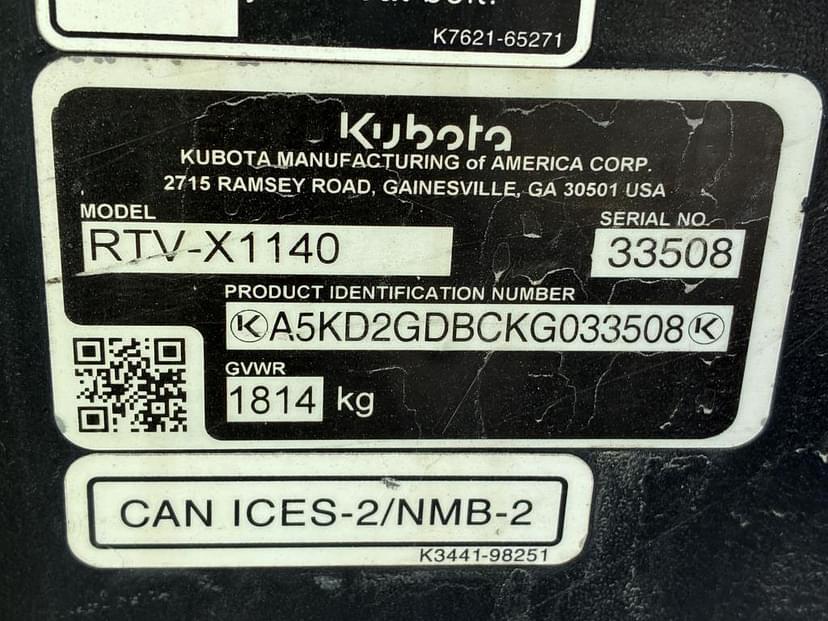 K7621-65271
Kubota
KUBOTA MANUFACTURING of AMERICA CORP.
2715 RAMSEY ROAD, GAINESVILLE, GA 30501 USA
MODEL
SERIAL NO.
RTV-X1140
33508
PRODUCT IDENTIFICATION NUMBER
A5KD2GDBCKG033508
GVWR
1814 kg
CAN ICES-2/NMB-2
K3441-98251